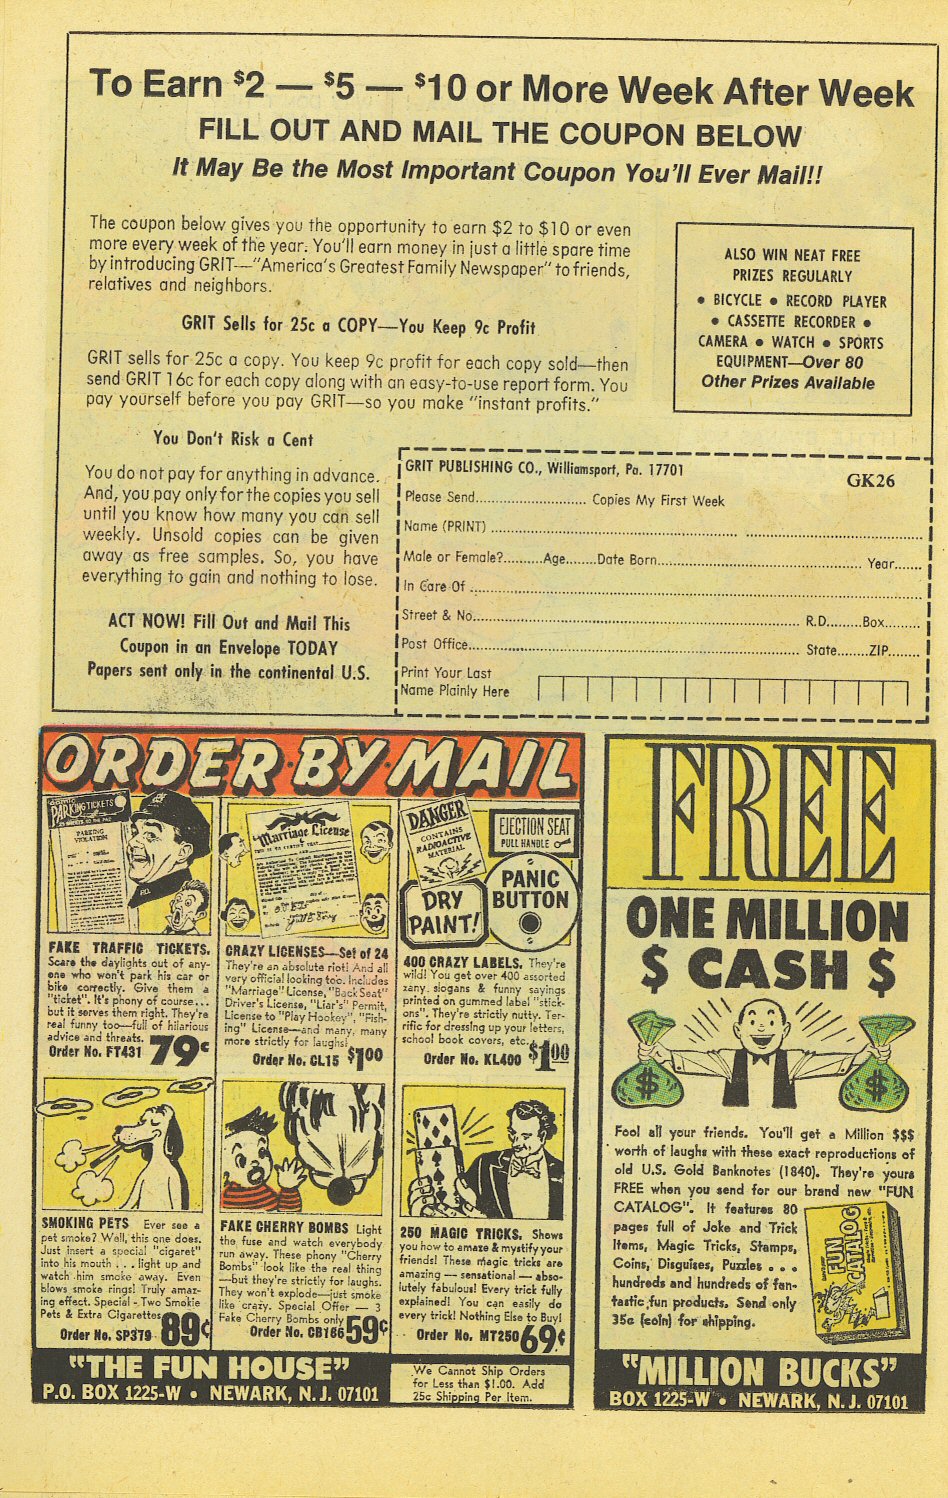 To Earn $2 — $5 — $10 or More Week After Week
FILL OUT AND MAIL THE COUPON BELOW
It May Be the Most Important Coupon You'll Ever Mail!!
The coupon below gives you the opportunity to earn $2 to $10 or even
more every week of the year. You'll earn money in just a little spare time
by introducing GRIT—"America's Greatest Family Newspaper" to friends,
relatives and neighbors.
GRIT Sells for 25c a COPY—You Keep 9c Profit
GRIT sells for 25c a copy. You keep 9c profit for each copy sold—then
send GRIT 16c for each copy along with an easy-to-use report form. You
pay yourself before you pay GRIT—so you make "instant profits."
ALSO WIN NEAT FREE
PRIZES REGULARLY
• BICYCLE • RECORD PLAYER
• CASSETTE RECORDER •
CAMERA • WATCH • SPORTS
EQUIPMENT—Over 80
Other Prizes Available
You Don't Risk a Cent
You do not pay for anything in advance.
And, you pay only for the copies you sell
until you know how many you can sell
weekly. Unsold copies can be given
away as free samples. So, you have
everything to gain and nothing to lose.
ACT NOW! Fill Out and Mail This
Coupon in an Envelope TODAY
Papers sent only in the continental U.S.
GRIT PUBLISHING CO., Williamsport, Pa. 17701
GK26
Please Send............................ Copies My First Week
Name (PRINT) ............................................................
Male or Female?..........Age........Date Born.................................................... Year.......
In Care Of ............................................................
Street & No.................................................................................... R.D.........Box.........
Post Office.................................................................................... State........ZIP........
Print Your Last
Name Plainly Here
ORDER BY MAIL
comic
PARKING TICKETS
PARKING
VIOLATION
FAKE TRAFFIC TICKETS.
Scare the daylights out of any-
one who won't park his car or
bike correctly. Give them a
"ticket". It's phony of course...
but it serves them right. They're
real funny too—full of hilarious
advice and threats.
Order No. FT431 79¢
Marriage License
CRAZY LICENSES—Set of 24
They're an absolute riot! And all
very official looking too. Includes
"Marriage" License, "Back Seat"
Driver's License, "Liar's" Permit,
License to "Play Hookey", "Fish-
ing" License—and many, many
more strictly for laughs!
Order No. CL15 $1.00
DANGER
CONTAINS
RADIOACTIVE
MATERIAL
EJECTION SEAT
PULL HANDLE
DRY
PAINT!
PANIC
BUTTON
400 CRAZY LABELS. They're
wild! You get over 400 assorted
zany slogans & funny sayings
printed on gummed label "stick-
ons". They're strictly nutty. Ter-
rific for dressing up your letters,
school book covers, etc.
Order No. KL400 $1.00
SMOKING PETS Ever see a
pet smoke? Well, this one does.
Just insert a special "cigaret"
into his mouth . . . light up and
watch him smoke away. Even
blows smoke rings! Truly amaz-
ing effect. Special - Two Smokie
Pets & Extra Cigarettes
Order No. SP379 89¢
FAKE CHERRY BOMBS Light
the fuse and watch everybody
run away. These phony "Cherry
Bombs" look like the real thing
—but they're strictly for laughs.
They won't explode—just smoke
like crazy. Special Offer — 3
Fake Cherry Bombs only
Order No. CB166 59¢
250 MAGIC TRICKS. Shows
you how to amaze & mystify your
friends! These magic tricks are
amazing — sensational — abso-
lutely fabulous! Every trick fully
explained! You can easily do
every trick! Nothing Else to Buy!
Order No. MT250 69¢
"THE FUN HOUSE"
P.O. BOX 1225-W • NEWARK, N. J. 07101
We Cannot Ship Orders
for Less than $1.00. Add
25c Shipping Per Item.
FREE
ONE MILLION
$ CASH $
$ $
Fool all your friends. You'll get a Million $$$
worth of laughs with these exact reproductions of
old U.S. Gold Banknotes (1840). They're yours
FREE when you send for our brand new "FUN
CATALOG". It features 80
pages full of Joke and Trick
Items, Magic Tricks, Stamps,
Coins, Disguises, Puzzles . . .
hundreds and hundreds of fan-
tastic fun products. Send only
35c (coin) for shipping.
FUN
CATALOG
"MILLION BUCKS"
BOX 1225-W • NEWARK, N. J. 07101